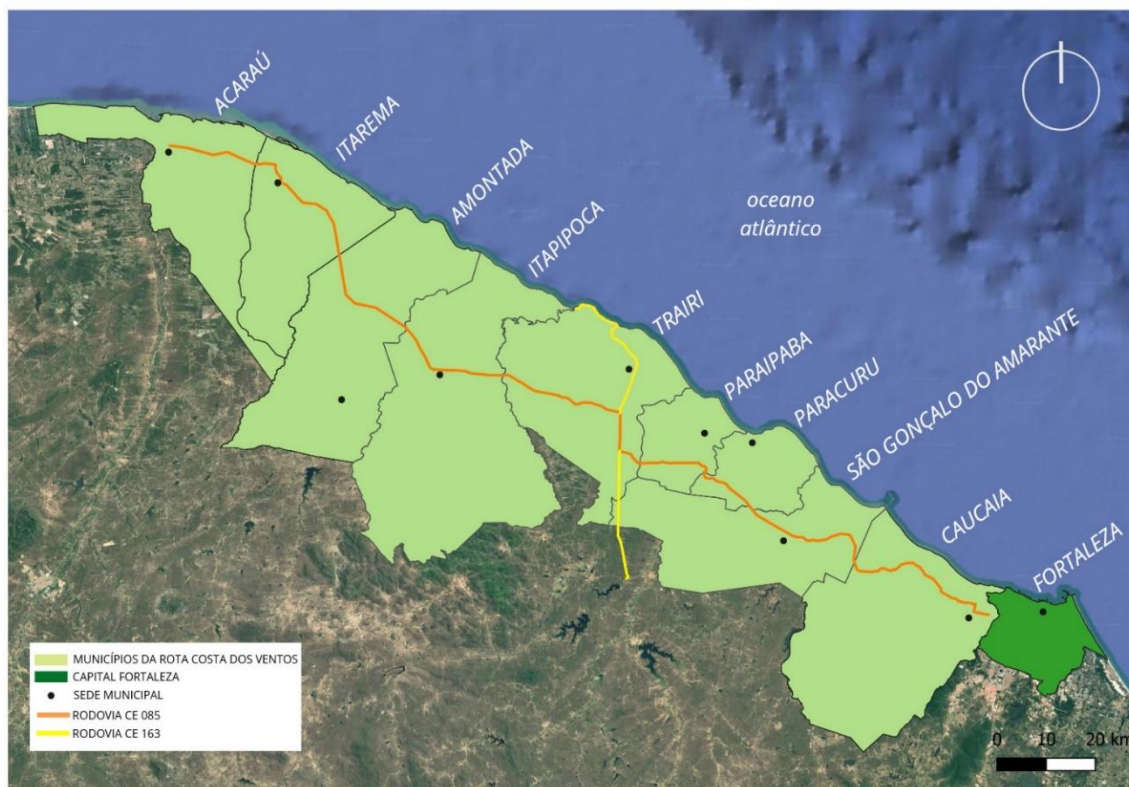 ACARAÚ
ITAREMA
AMONTADA
ITAPIPOCA
oceano
atlântico
TRAIRI
PARAIPABA
PARACURU
SÃO GONÇALO DO AMARANTE
CAUCAIA
FORTALEZA
MUNICÍPIOS DA ROTA COSTA DOS VENTOS
CAPITAL FORTALEZA
SEDE MUNICIPAL
RODOVIA CE 085
RODOVIA CE 163
0 10 20 km